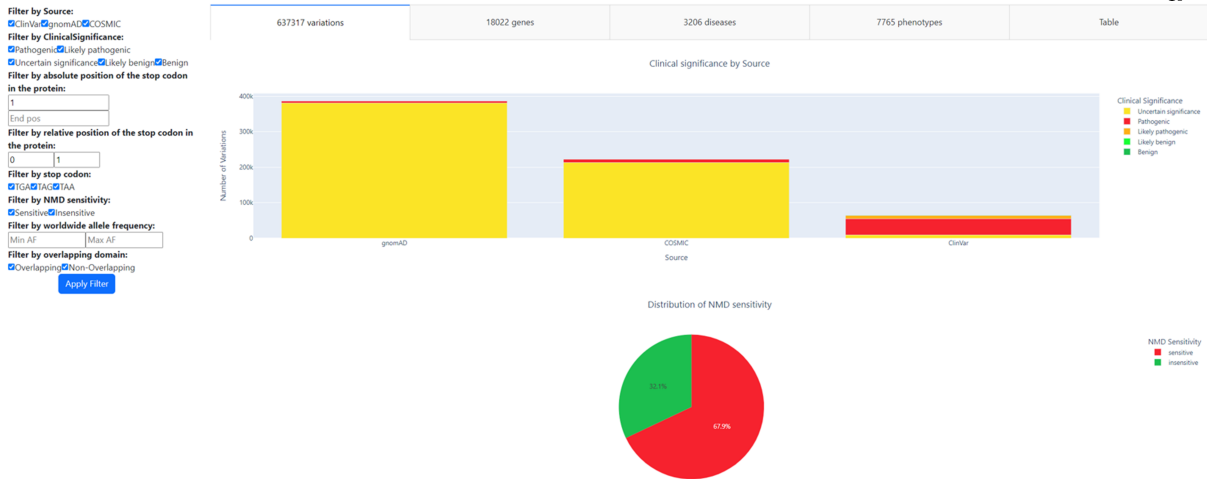 Filter by Source:
ClinVar gnomAD COSMIC
Filter by ClinicalSignificance:
Pathogenic Likely pathogenic
Uncertain significance Likely benign Benign
Filter by absolute position of the stop codon
in the protein:
1
End pos
Filter by relative position of the stop codon in
the protein:
0 1
Filter by stop codon:
TGA TAG TAA
Filter by NMD sensitivity:
Sensitive Insensitive
Filter by worldwide allele frequency:
Min AF Max AF
Filter by overlapping domain:
Overlapping Non-Overlapping
Apply Filter
637317 variations
18022 genes
3206 diseases
7765 phenotypes
Table
Clinical significance by Source
Number of Variations
400k
300k
200k
100k
0
gnomAD
COSMIC
ClinVar
Source
Clinical Significance
Uncertain significance
Pathogenic
Likely pathogenic
Likely benign
Benign
Distribution of NMD sensitivity
32.1%
67.9%
NMD Sensitivity
sensitive
insensitive